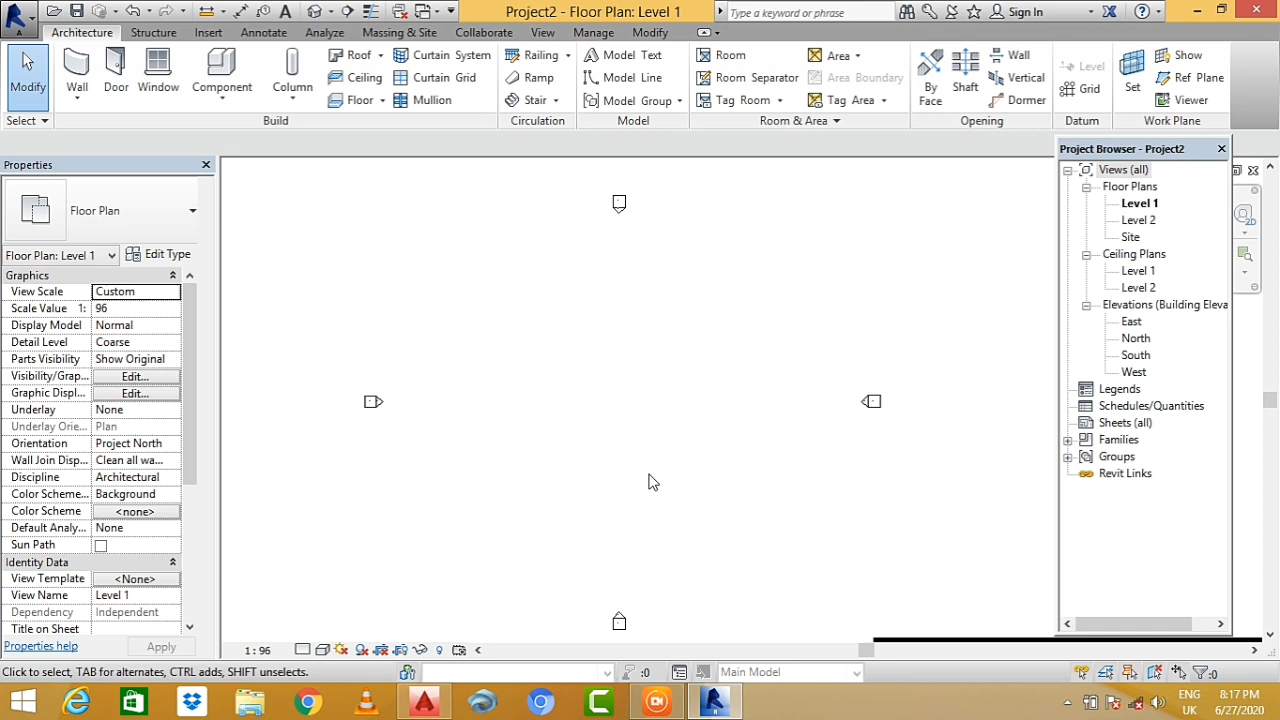 Project2 - Floor Plan: Level 1
Type a keyword or phrase
Sign In
Architecture Structure Insert Annotate Analyze Massing & Site Collaborate View Manage Modify
Modify
Wall
Door
Window
Component
Column
Roof
Ceiling
Floor
Curtain System
Curtain Grid
Mullion
Railing
Ramp
Stair
Model Text
Model Line
Model Group
Room
Room Separator
Tag Room
Area
Area Boundary
Tag Area
By Face
Shaft
Wall
Vertical
Dormer
Level
Grid
Set
Show
Ref Plane
Viewer
Select Build Circulation Model Room & Area Opening Datum Work Plane
Properties
Floor Plan
Floor Plan: Level 1 Edit Type
Graphics
View Scale Custom
Scale Value 1: 96
Display Model Normal
Detail Level Coarse
Parts Visibility Show Original
Visibility/Grap... Edit...
Graphic Displ... Edit...
Underlay None
Underlay Orie... Plan
Orientation Project North
Wall Join Disp... Clean all wa...
Discipline Architectural
Color Scheme... Background
Color Scheme <none>
Default Analy... None
Sun Path
Identity Data
View Template <None>
View Name Level 1
Dependency Independent
Title on Sheet
Properties help Apply
Project Browser - Project2
Views (all)
Floor Plans
Level 1
Level 2
Site
Ceiling Plans
Level 1
Level 2
Elevations (Building Eleva
East
North
South
West
Legends
Schedules/Quantities
Sheets (all)
Families
Groups
Revit Links
2D
1 : 96
Click to select, TAB for alternates, CTRL adds, SHIFT unselects.
:0
Main Model
:0
ENG
UK
8:17 PM
6/27/2020